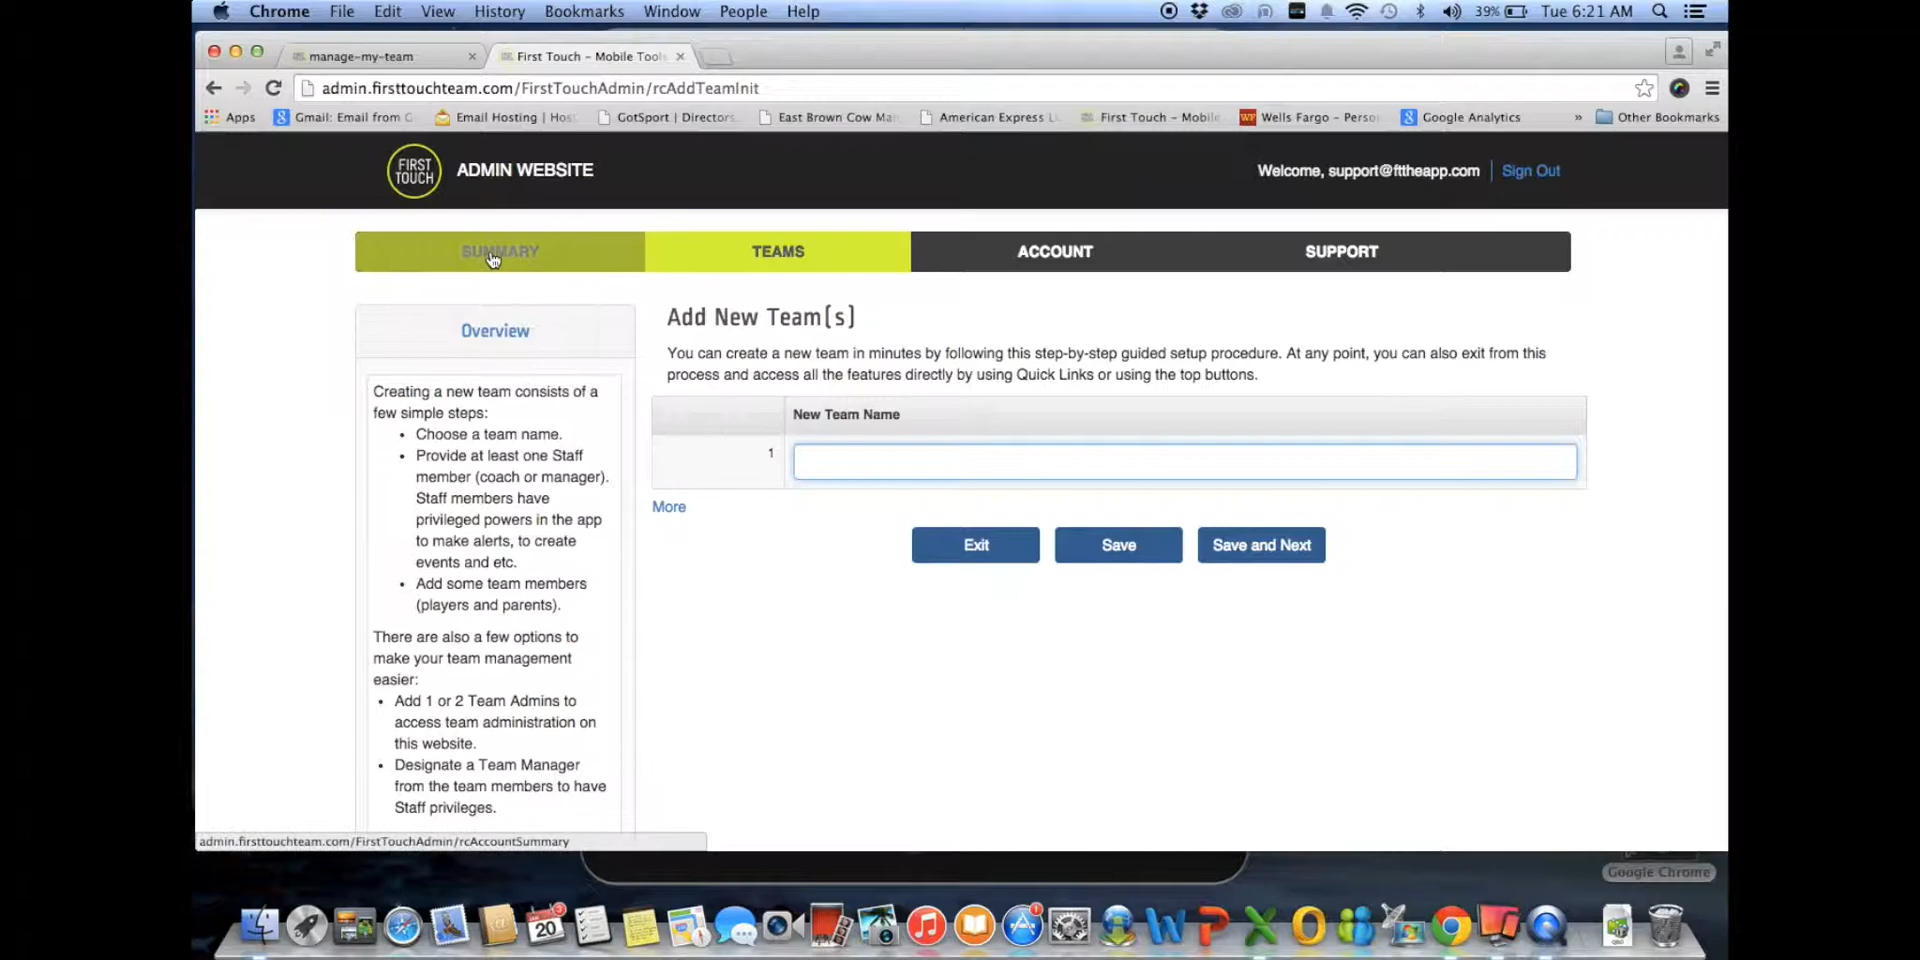 Chrome File Edit View History Bookmarks Window People Help 39% Tue 6:21 AM
manage-my-team First Touch – Mobile Tools
admin.firsttouchteam.com/FirstTouchAdmin/rcAddTeamInit
Apps Gmail: Email from G Email Hosting | Hos GotSport | Directors East Brown Cow Ma American Express L First Touch – Mobile Wells Fargo – Perso Google Analytics » Other Bookmarks
FIRST TOUCH ADMIN WEBSITE Welcome, support@fttheapp.com Sign Out
SUMMARY TEAMS ACCOUNT SUPPORT
Overview
Creating a new team consists of a
few simple steps:
• Choose a team name.
• Provide at least one Staff
member (coach or manager).
Staff members have
privileged powers in the app
to make alerts, to create
events and etc.
• Add some team members
(players and parents).
There are also a few options to
make your team management
easier:
• Add 1 or 2 Team Admins to
access team administration on
this website.
• Designate a Team Manager
from the team members to have
Staff privileges.
Add New Team[s]
You can create a new team in minutes by following this step-by-step guided setup procedure. At any point, you can also exit from this
process and access all the features directly by using Quick Links or using the top buttons.
New Team Name
1
More
Exit Save Save and Next
admin.firsttouchteam.com/FirstTouchAdmin/rcAccountSummary
Google Chrome
20